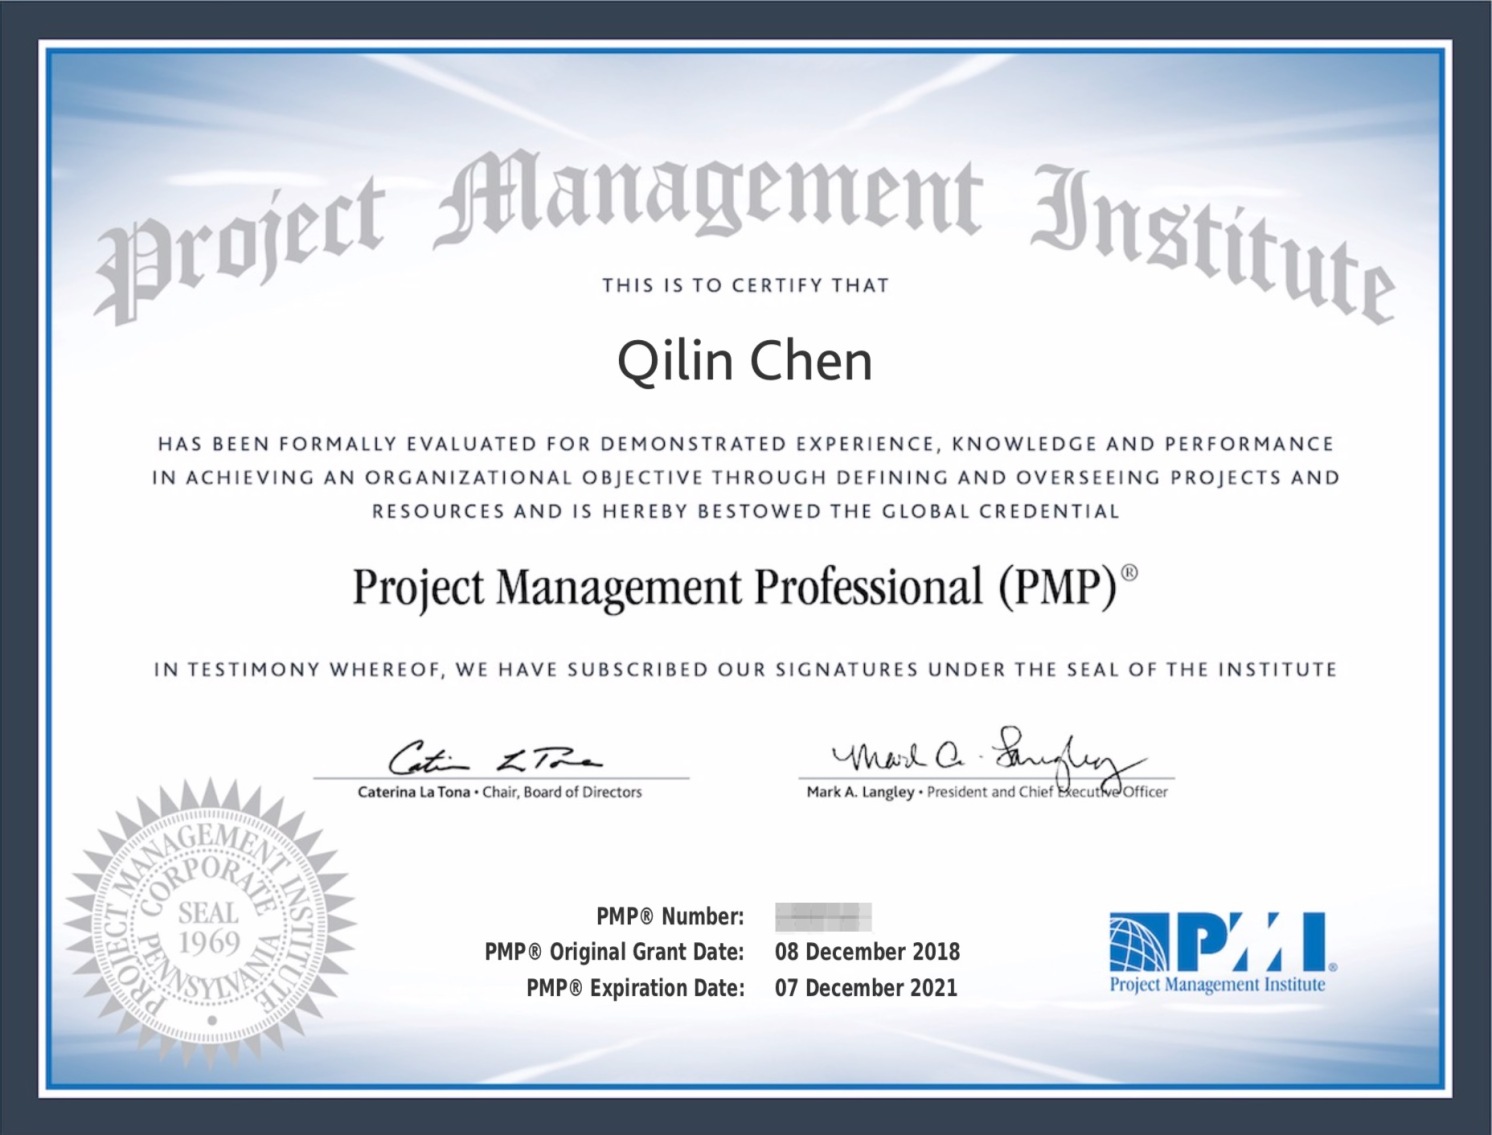 Project Management Institute
THIS IS TO CERTIFY THAT
Qilin Chen
HAS BEEN FORMALLY EVALUATED FOR DEMONSTRATED EXPERIENCE, KNOWLEDGE AND PERFORMANCE
IN ACHIEVING AN ORGANIZATIONAL OBJECTIVE THROUGH DEFINING AND OVERSEEING PROJECTS AND
RESOURCES AND IS HEREBY BESTOWED THE GLOBAL CREDENTIAL
Project Management Professional (PMP)®
IN TESTIMONY WHEREOF, WE HAVE SUBSCRIBED OUR SIGNATURES UNDER THE SEAL OF THE INSTITUTE
Caterina La Tona • Chair, Board of Directors
Mark A. Langley
Mark A. Langley • President and Chief Executive Officer
PROJECT MANAGEMENT INSTITUTE
CORPORATE
SEAL
1969
PENNSYLVANIA
PMP® Number:
PMP® Original Grant Date: 08 December 2018
PMP® Expiration Date: 07 December 2021
PMI®
Project Management Institute